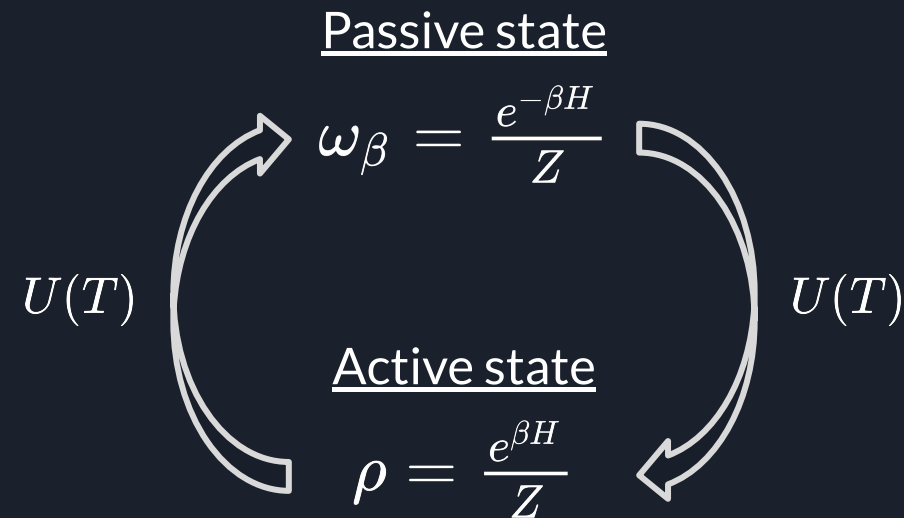 Passive state
ω_β = e^{-βH} / Z
U(T)
U(T)
Active state
ρ = e^{βH} / Z